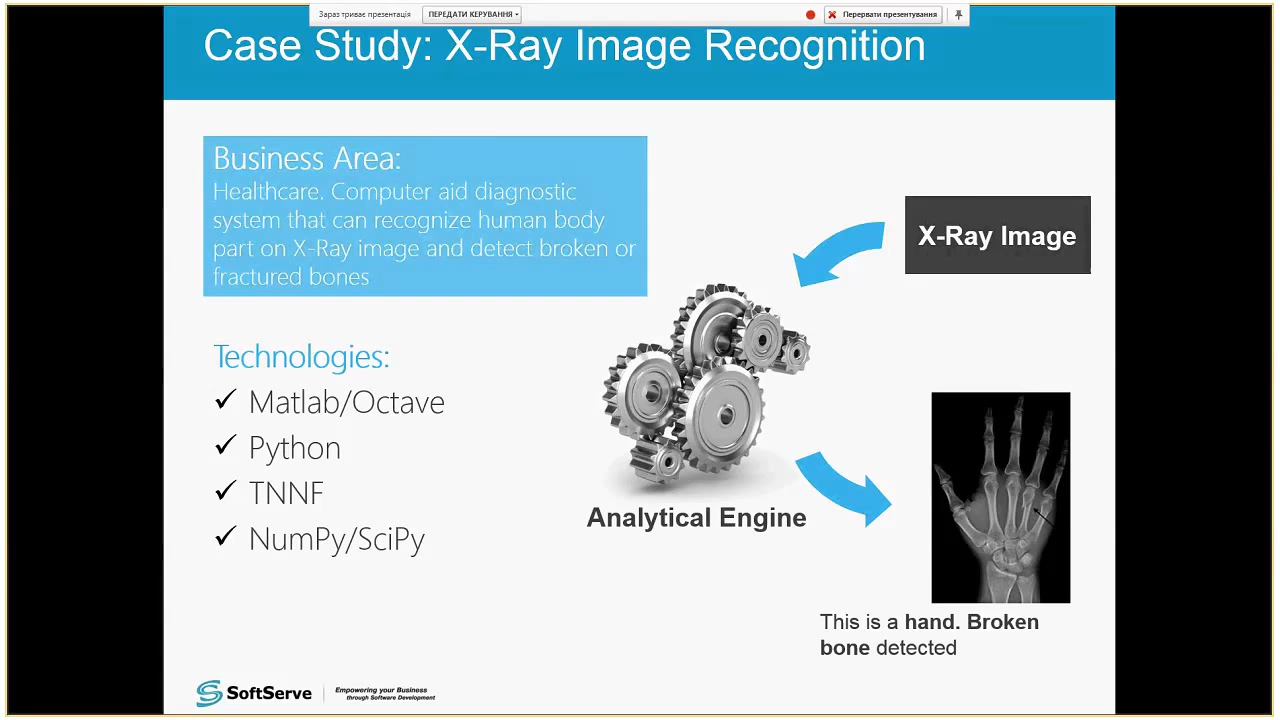 Зараз триває презентація
ПЕРЕДАТИ КЕРУВАННЯ
Перервати презентування
Case Study: X-Ray Image Recognition
Business Area:
Healthcare. Computer aid diagnostic
system that can recognize human body
part on X-Ray image and detect broken or
fractured bones
X-Ray Image
Technologies:
Matlab/Octave
Python
TNNF
NumPy/SciPy
Analytical Engine
This is a hand. Broken
bone detected
SoftServe
Empowering your Business
through Software Development